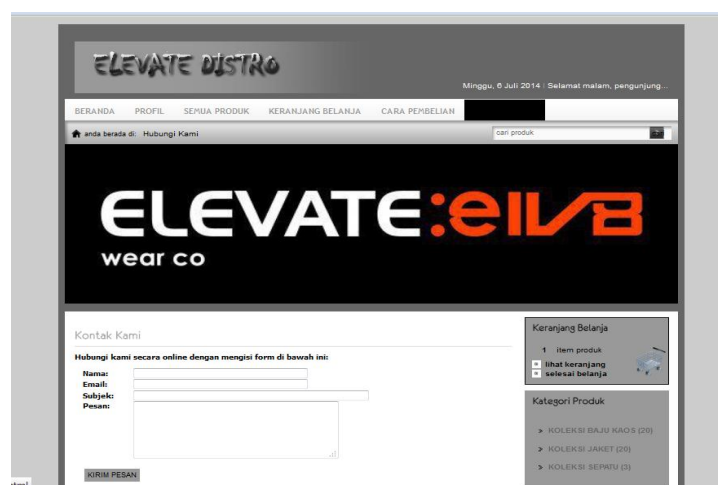 ELEVATE DISTRO
Minggu, 6 Juli 2014 | Selamat malam, pengunjung...
BERANDA PROFIL SEMUA PRODUK KERANJANG BELANJA CARA PEMBELIAN
anda berada di: Hubungi Kami
cari produk
ELEVATE:elVB
wear co
Kontak Kami
Hubungi kami secara online dengan mengisi form di bawah ini:
Nama:
Email:
Subjek:
Pesan:
KIRIM PESAN
Keranjang Belanja
1 item produk
lihat keranjang
selesai belanja
Kategori Produk
> KOLEKSI BAJU KAOS (20)
> KOLEKSI JAKET (20)
> KOLEKSI SEPATU (3)